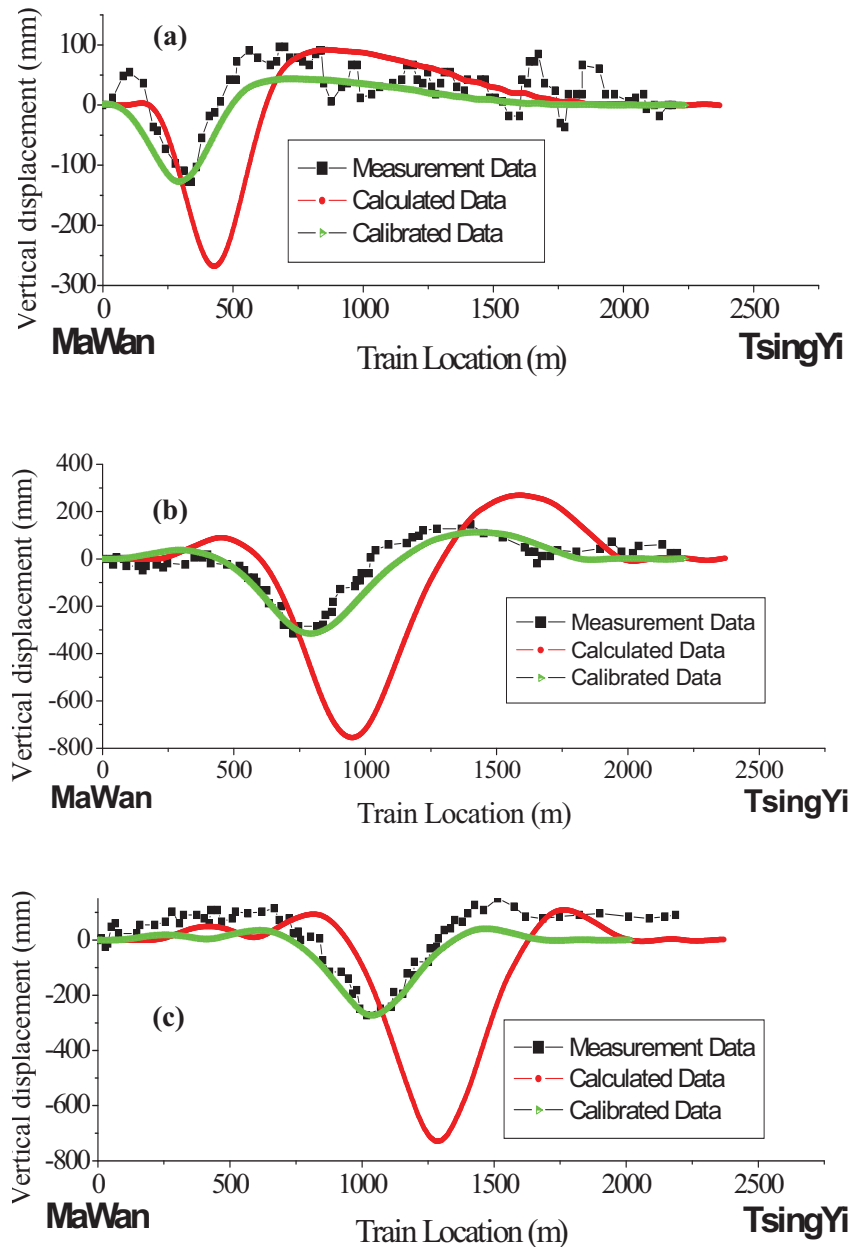 (a)
Vertical displacement (mm)
100
0
-100
-200
-300
Measurement Data
Calculated Data
Calibrated Data
0 500 1000 1500 2000 2500
MaWan Train Location (m) TsingYi
(b)
Vertical displacement (mm)
400
200
0
-200
-400
-600
-800
Measurement Data
Calculated Data
Calibrated Data
0 500 1000 1500 2000 2500
MaWan Train Location (m) TsingYi
(c)
Vertical displacement (mm)
0
-200
-400
-600
-800
Measurement Data
Calculated Data
Calibrated Data
0 500 1000 1500 2000 2500
MaWan Train Location (m) TsingYi